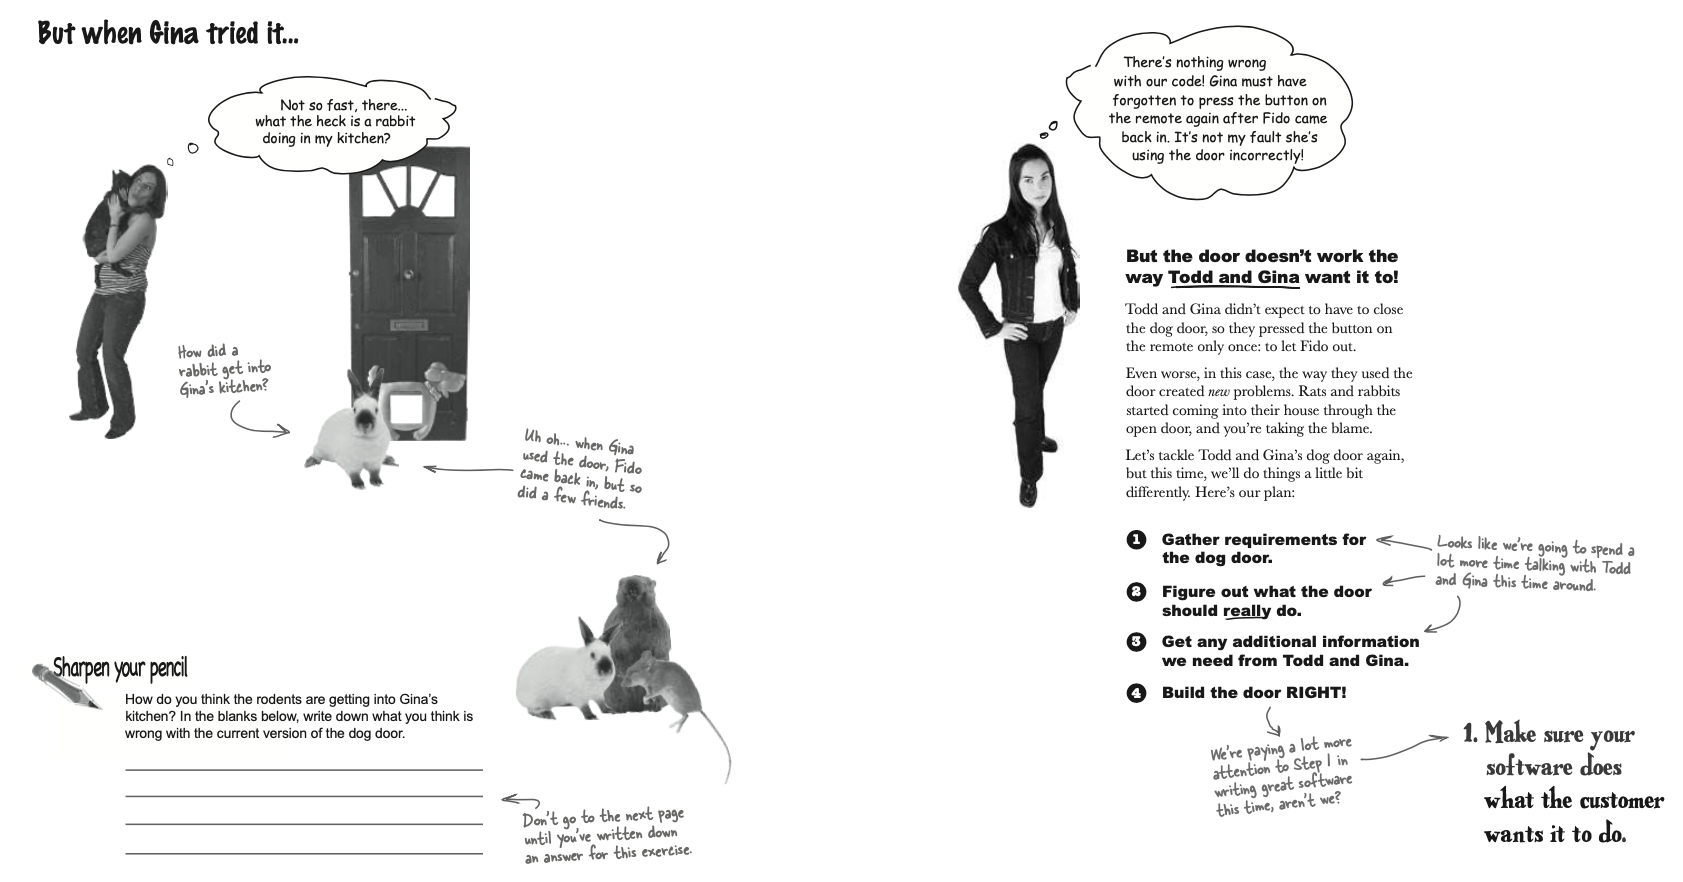 But when Gina tried it...
Not so fast, there...
what the heck is a rabbit
doing in my kitchen?
How did a
rabbit get into
Gina's kitchen?
Uh oh... when Gina
used the door, Fido
came back in, but so
did a few friends.
Sharpen your pencil
How do you think the rodents are getting into Gina's
kitchen? In the blanks below, write down what you think is
wrong with the current version of the dog door.
Don't go to the next page
until you've written down
an answer for this exercise.
There's nothing wrong
with our code! Gina must have
forgotten to press the button on
the remote again after Fido came
back in. It's not my fault she's
using the door incorrectly!
But the door doesn't work the
way Todd and Gina want it to!
Todd and Gina didn't expect to have to close
the dog door, so they pressed the button on
the remote only once: to let Fido out.
Even worse, in this case, the way they used the
door created new problems. Rats and rabbits
started coming into their house through the
open door, and you're taking the blame.
Let's tackle Todd and Gina's dog door again,
but this time, we'll do things a little bit
differently. Here's our plan:
1 Gather requirements for
the dog door.
2 Figure out what the door
should really do.
3 Get any additional information
we need from Todd and Gina.
4 Build the door RIGHT!
Looks like we're going to spend a
lot more time talking with Todd
and Gina this time around.
We're paying a lot more
attention to Step 1 in
writing great software
this time, aren't we?
1. Make sure your
software does
what the customer
wants it to do.